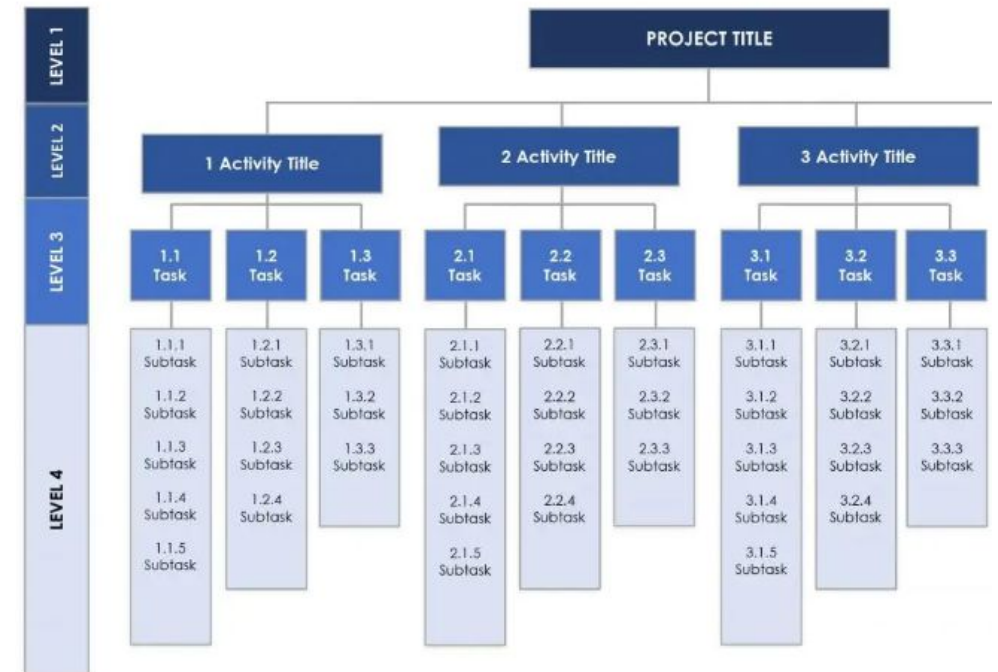 LEVEL 1
PROJECT TITLE
LEVEL 2
1 Activity Title
2 Activity Title
3 Activity Title
LEVEL 3
1.1
Task
1.2
Task
1.3
Task
2.1
Task
2.2
Task
2.3
Task
3.1
Task
3.2
Task
3.3
Task
LEVEL 4
1.1.1
Subtask
1.1.2
Subtask
1.1.3
Subtask
1.1.4
Subtask
1.1.5
Subtask
1.2.1
Subtask
1.2.2
Subtask
1.2.3
Subtask
1.2.4
Subtask
1.3.1
Subtask
1.3.2
Subtask
1.3.3
Subtask
2.1.1
Subtask
2.1.2
Subtask
2.1.3
Subtask
2.1.4
Subtask
2.1.5
Subtask
2.2.1
Subtask
2.2.2
Subtask
2.2.3
Subtask
2.2.4
Subtask
2.3.1
Subtask
2.3.2
Subtask
2.3.3
Subtask
3.1.1
Subtask
3.1.2
Subtask
3.1.3
Subtask
3.1.4
Subtask
3.1.5
Subtask
3.2.1
Subtask
3.2.2
Subtask
3.2.3
Subtask
3.2.4
Subtask
3.3.1
Subtask
3.3.2
Subtask
3.3.3
Subtask